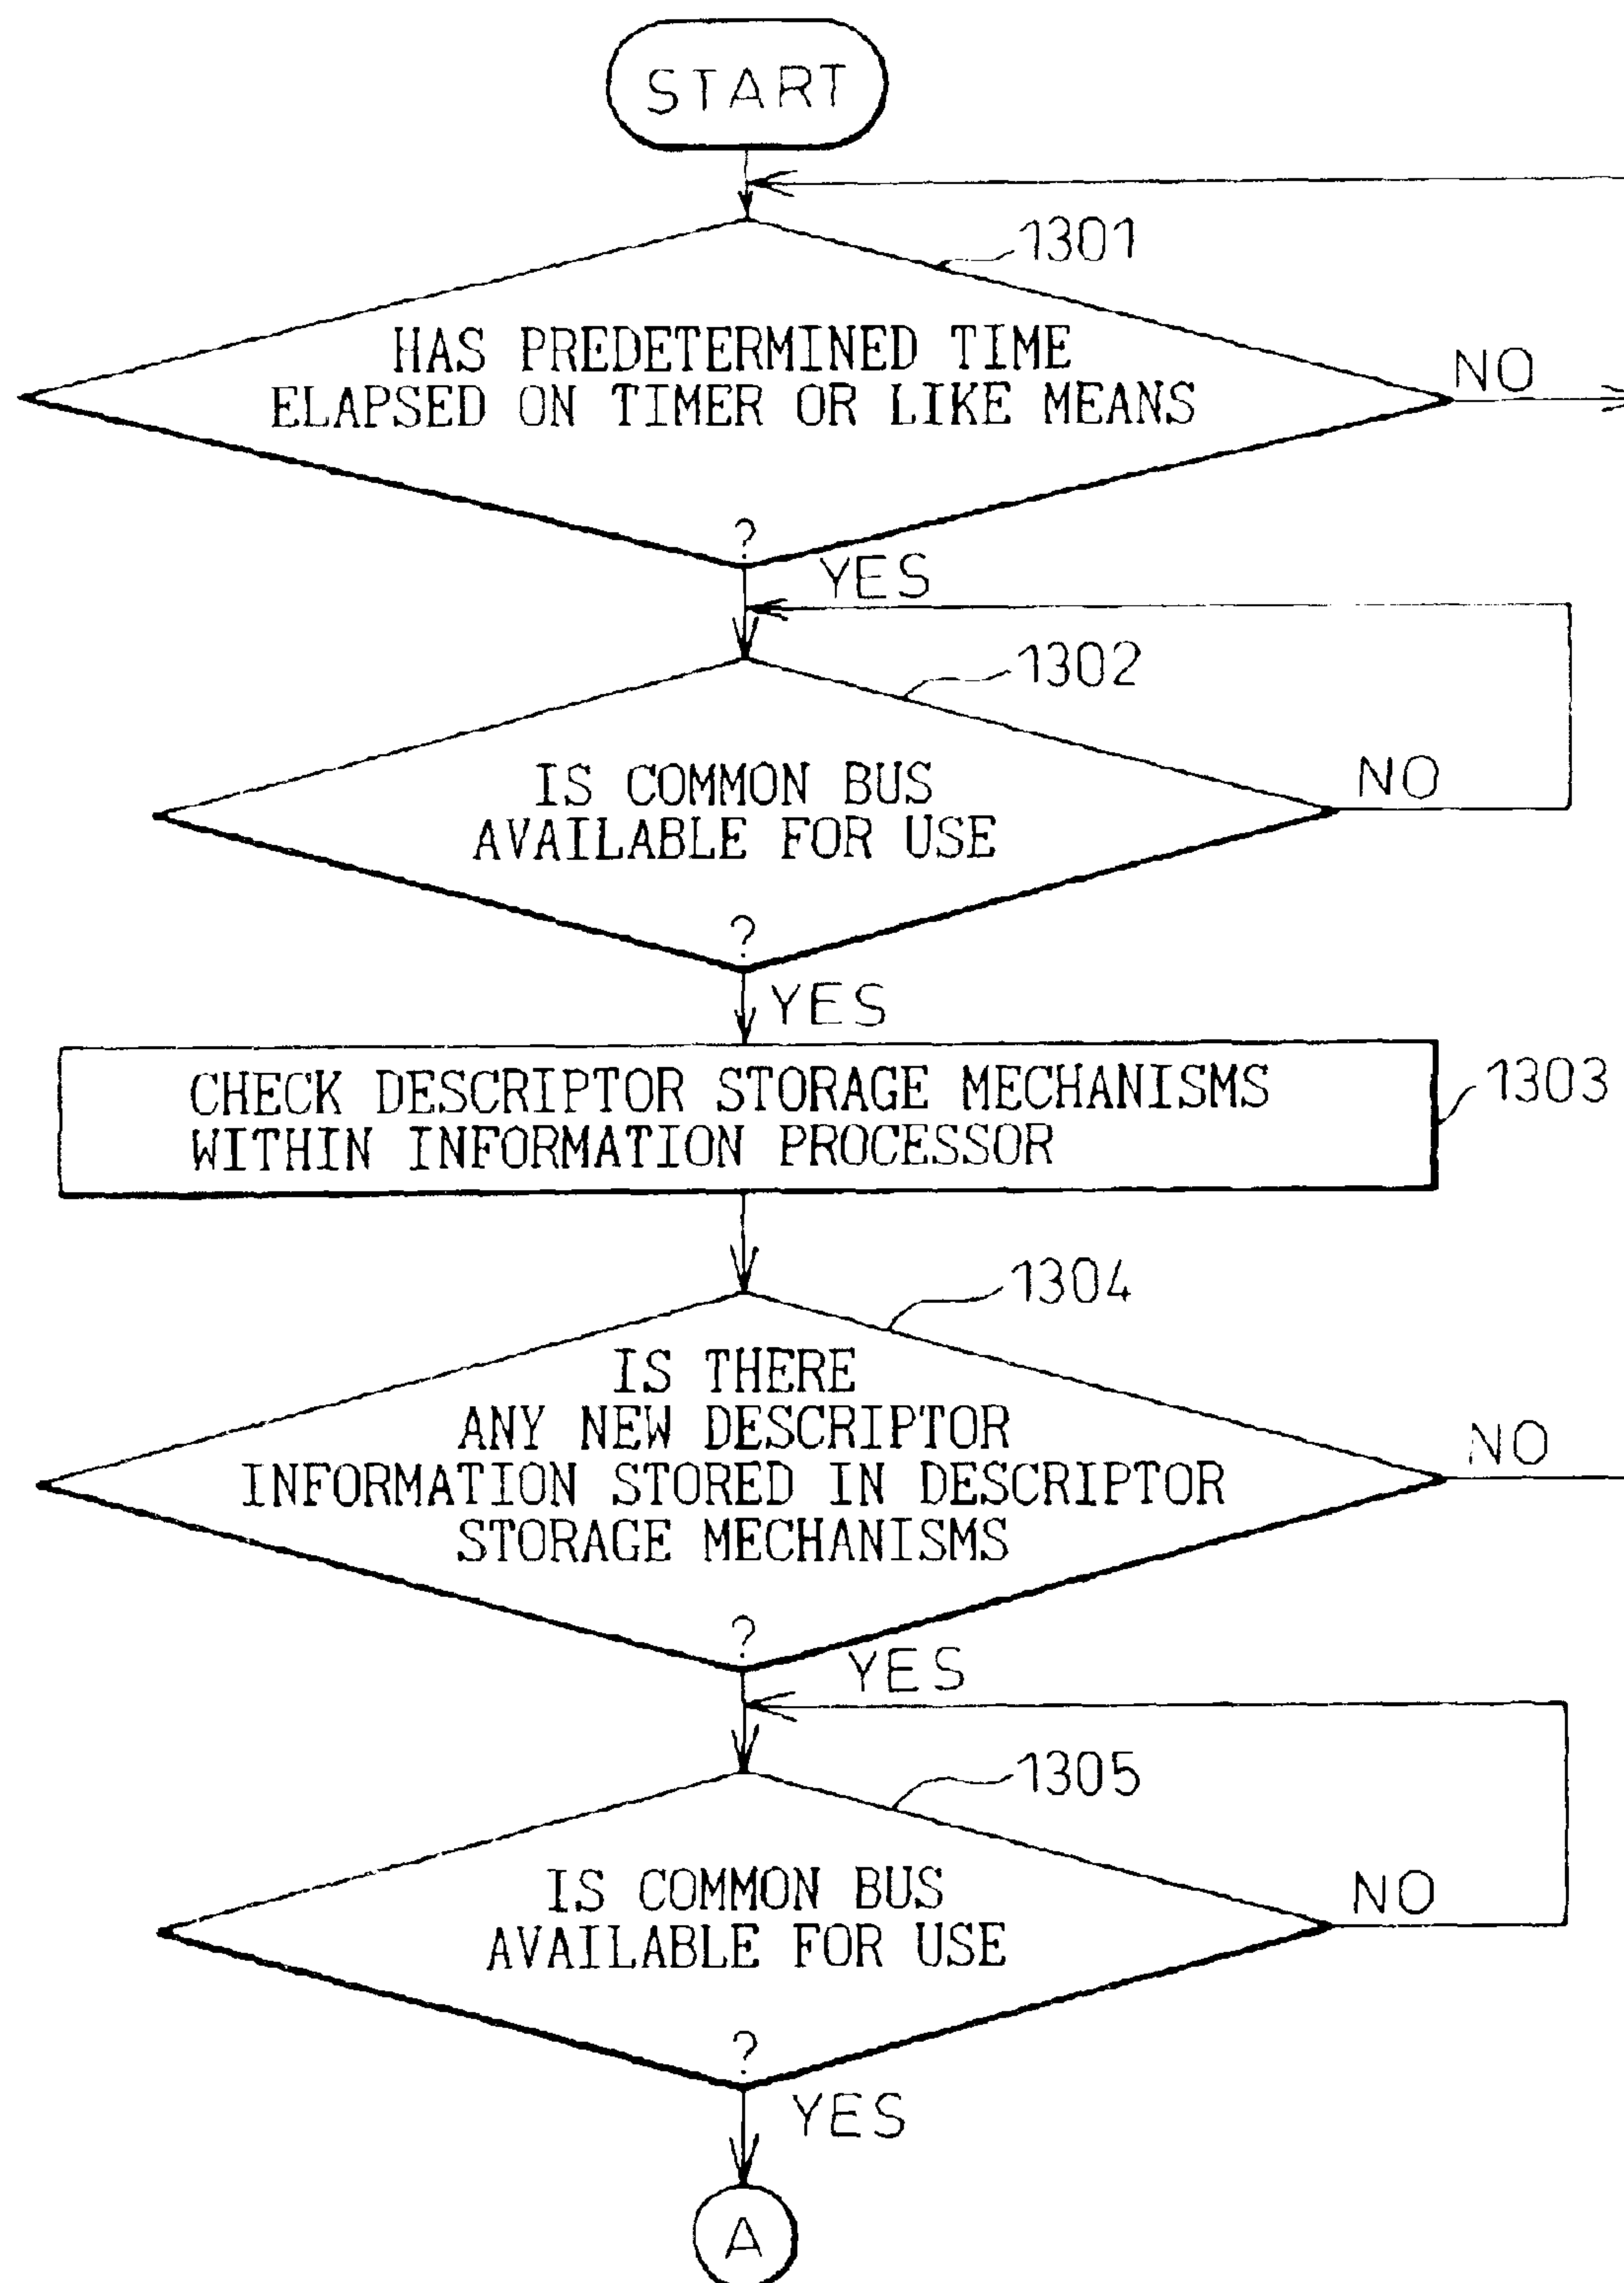 START
1301
HAS PREDETERMINED TIME
ELAPSED ON TIMER OR LIKE MEANS
?
NO
YES
1302
IS COMMON BUS
AVAILABLE FOR USE
?
NO
YES
CHECK DESCRIPTOR STORAGE MECHANISMS
WITHIN INFORMATION PROCESSOR
1303
1304
IS THERE
ANY NEW DESCRIPTOR
INFORMATION STORED IN DESCRIPTOR
STORAGE MECHANISMS
?
NO
YES
1305
IS COMMON BUS
AVAILABLE FOR USE
?
NO
YES
A